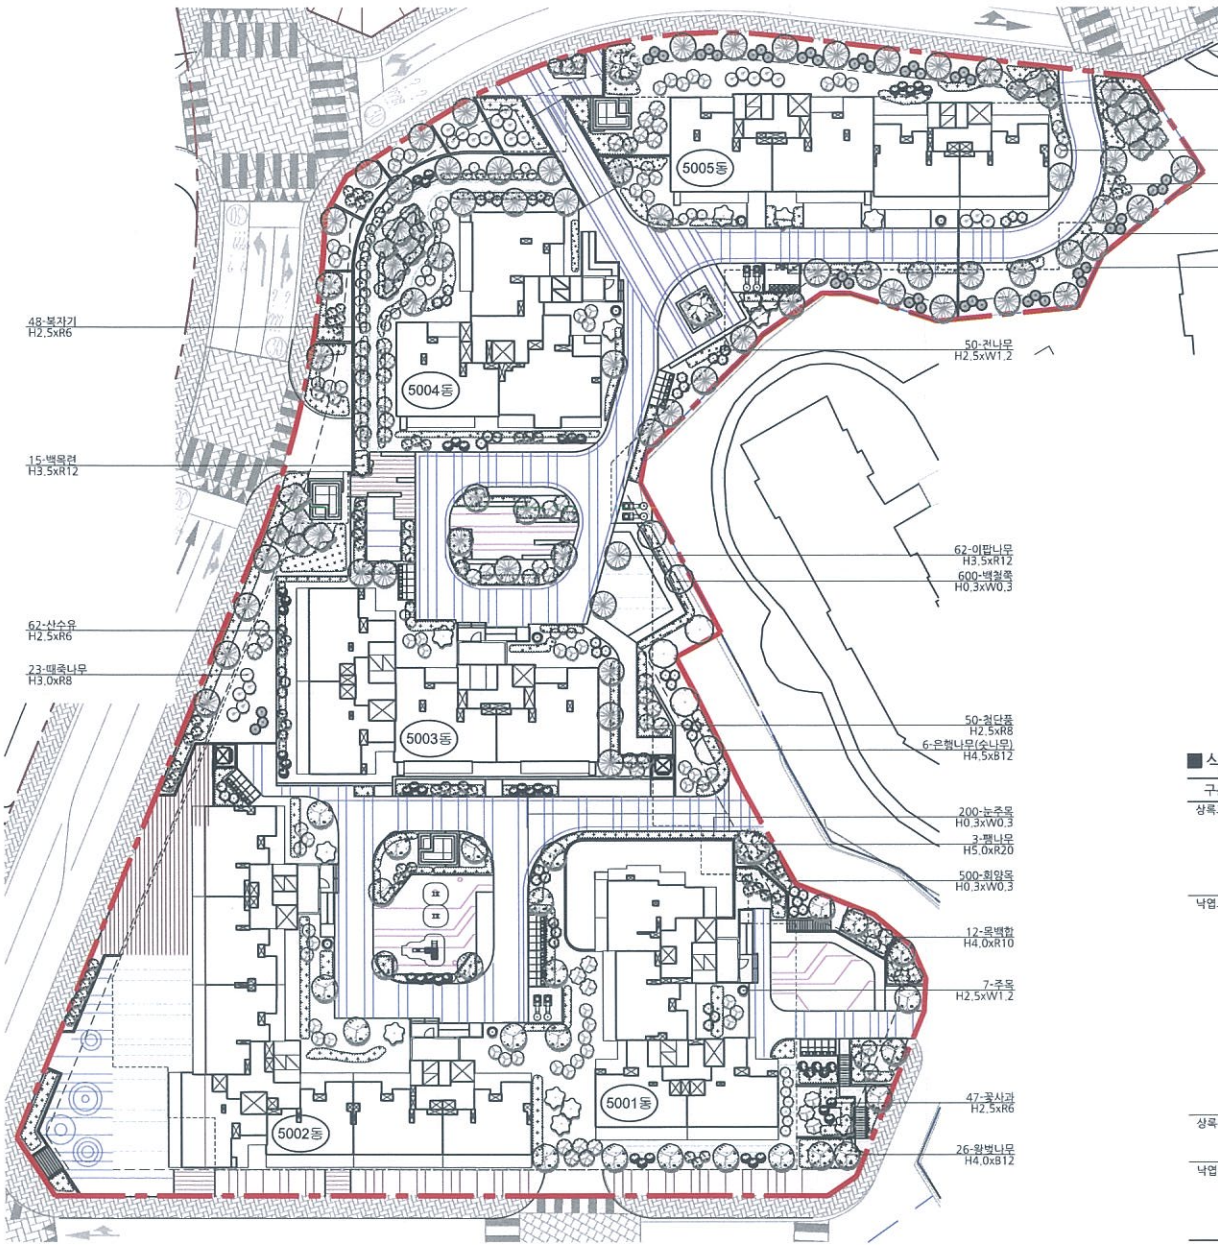 5005동
48-복자기
H2.5xR6
50-전나무
H2.5xW1.2
5004동
15-백목련
H3.5xR12
62-이팝나무
H3.5xR12
600-백철쭉
H0.3xW0.3
62-산수유
H2.5xR6
23-때죽나무
H3.0xR8
50-청단풍
H2.5xR8
5003동
6-은행나무(숫나무)
H4.5xB12
200-눈주목
H0.3xW0.3
3-팽나무
H5.0xR20
500-회양목
H0.3xW0.3
12-목백합
H4.0xR10
7-주목
H2.5xW1.2
47-꽃사과
H2.5xR6
5001동
5002동
26-왕벚나무
H4.0xB12
상록
낙엽
상록
낙엽